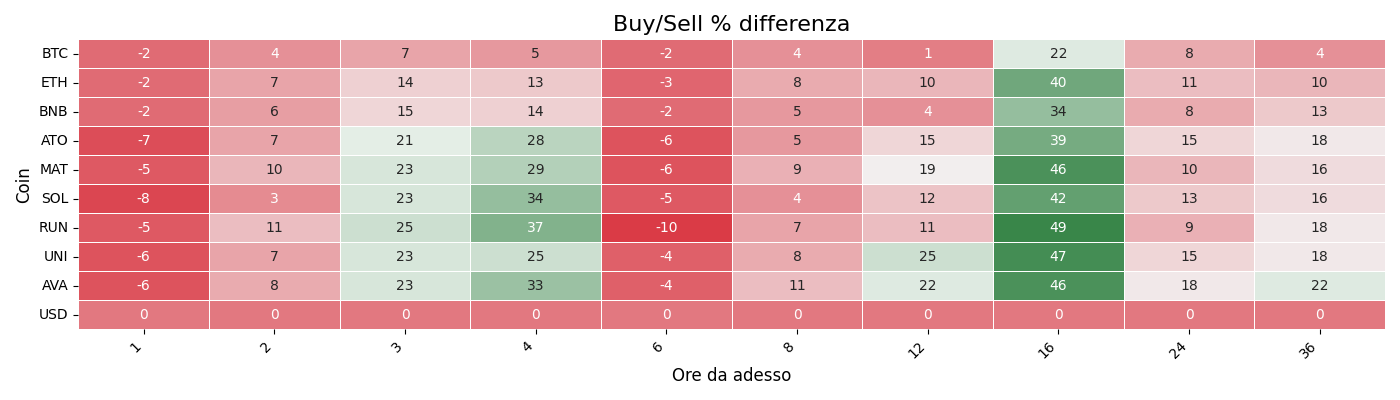 Buy/Sell % differenza
Coin
BTC -2 4 7 5 -2 4 1 22 8 4
ETH -2 7 14 13 -3 8 10 40 11 10
BNB -2 6 15 14 -2 5 4 34 8 13
ATO -7 7 21 28 -6 5 15 39 15 18
MAT -5 10 23 29 -6 9 19 46 10 16
SOL -8 3 23 34 -5 4 12 42 13 16
RUN -5 11 25 37 -10 7 11 49 9 18
UNI -6 7 23 25 -4 8 25 47 15 18
AVA -6 8 23 33 -4 11 22 46 18 22
USD 0 0 0 0 0 0 0 0 0 0
1 2 3 4 6 8 12 16 24 36
Ore da adesso